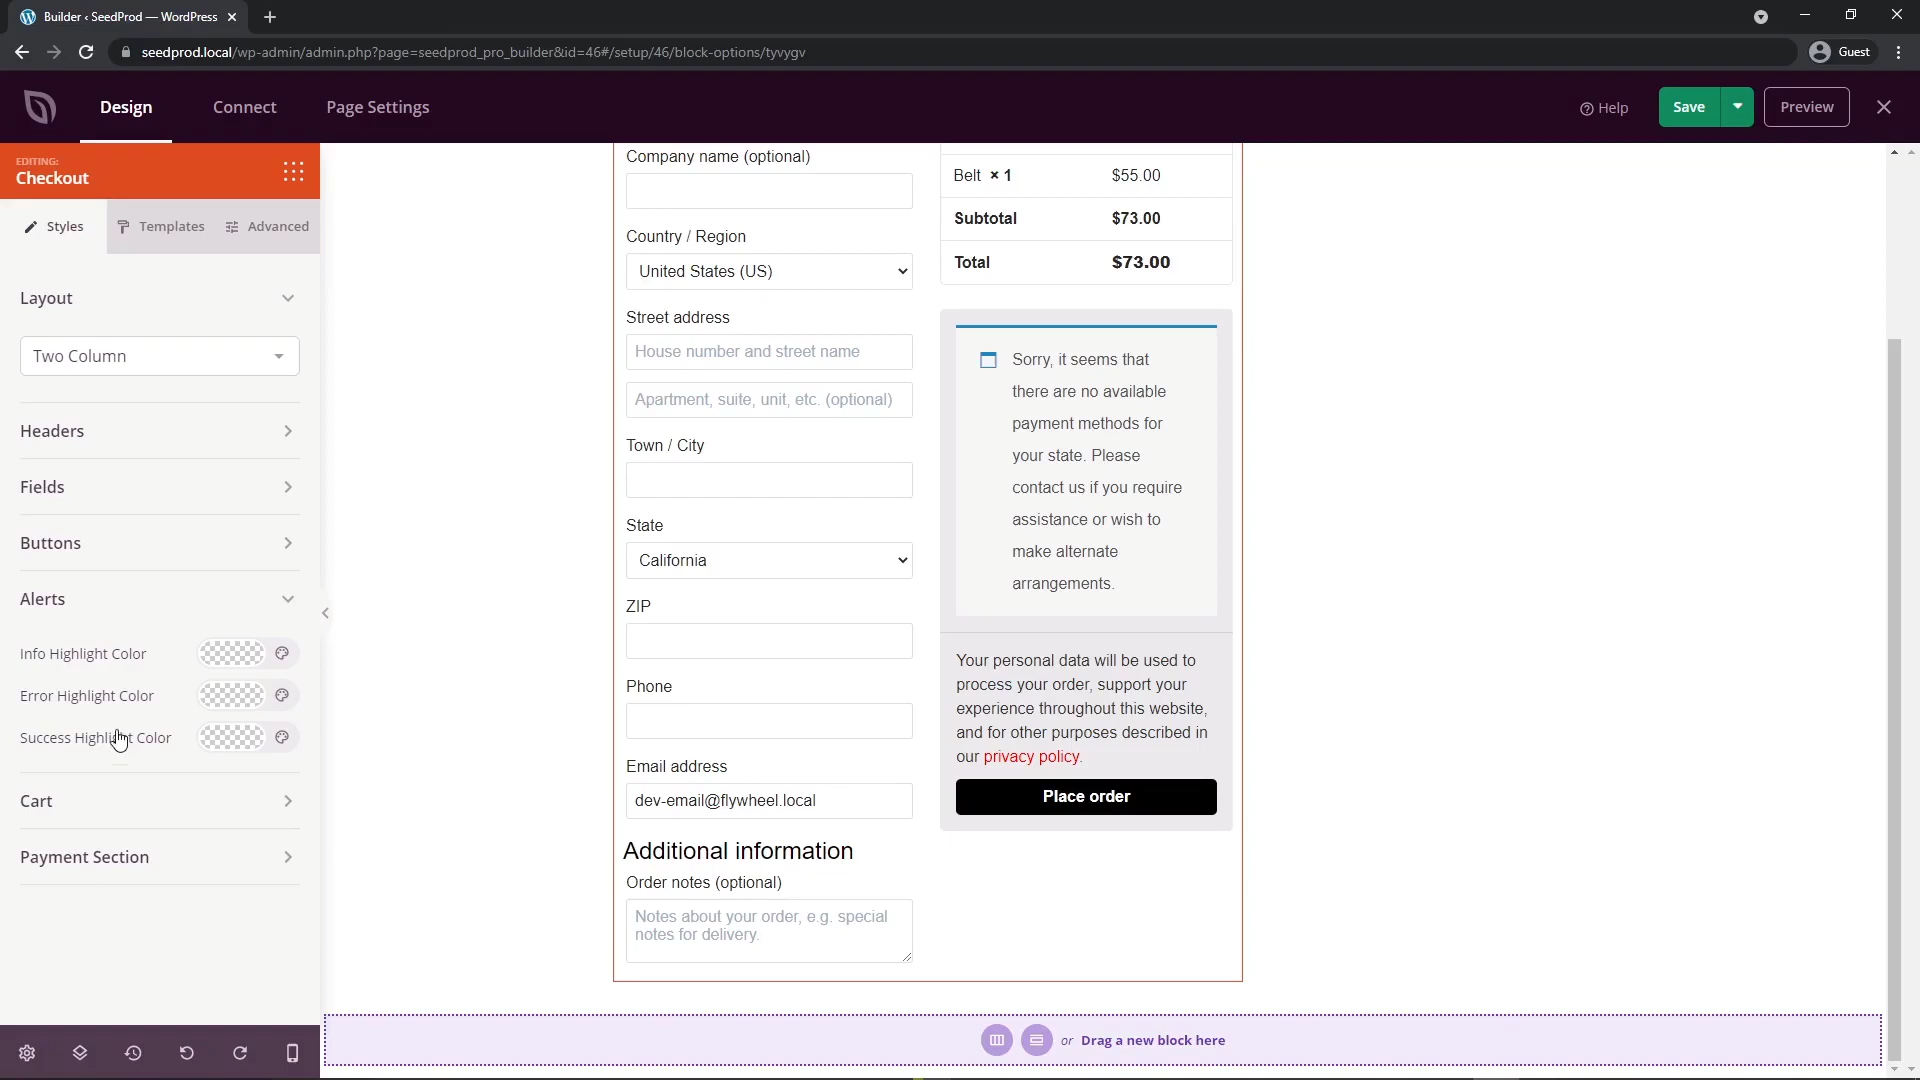 Builder ‹ SeedProd — WordPress
seedprod.local/wp-admin/admin.php?page=seedprod_pro_builder&id=46#/setup/46/block-options/tyvygv
Guest
Design
Connect
Page Settings
Help
Save
Preview
EDITING:
Checkout
Styles
Templates
Advanced
Layout
Two Column
Headers
Fields
Buttons
Alerts
Info Highlight Color
Error Highlight Color
Success Highlight Color
Cart
Payment Section
Company name (optional)
Country / Region
United States (US)
Street address
House number and street name
Apartment, suite, unit, etc. (optional)
Town / City
State
California
ZIP
Phone
Email address
dev-email@flywheel.local
Additional information
Order notes (optional)
Notes about your order, e.g. special
notes for delivery.
Belt × 1 $55.00
Subtotal $73.00
Total $73.00
Sorry, it seems that
there are no available
payment methods for
your state. Please
contact us if you require
assistance or wish to
make alternate
arrangements.
Your personal data will be used to
process your order, support your
experience throughout this website,
and for other purposes described in
our privacy policy.
Place order
or Drag a new block here